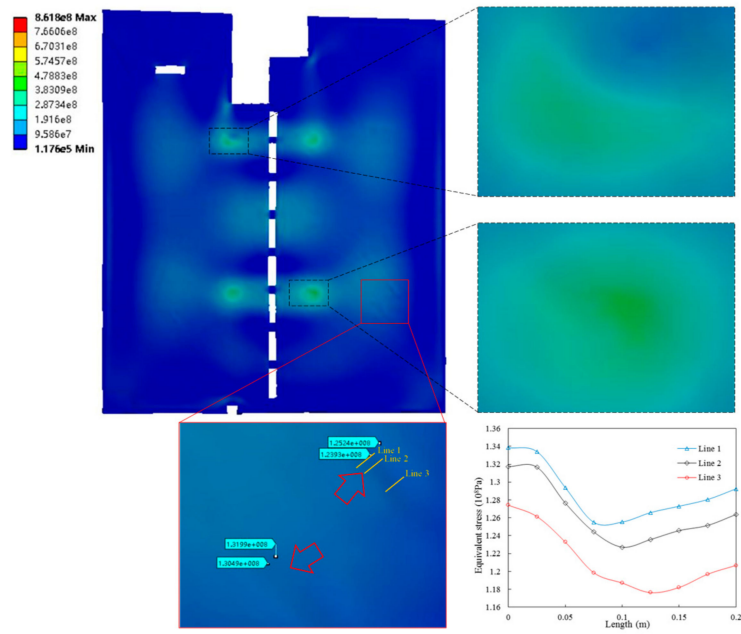 8.618e8 Max
7.6606e8
6.7031e8
5.7457e8
4.7883e8
3.8309e8
2.8734e8
1.916e8
9.586e7
1.176e5 Min
1.2524e+008
1.2393e+008
Line 1
Line 2
Line 3
1.3199e+008
1.3049e+008
Equivalent stress (10⁸Pa)
1.36
1.34
1.32
1.3
1.28
1.26
1.24
1.22
1.2
1.18
1.16
Line 1
Line 2
Line 3
0
0.05
0.1
0.15
0.2
Length (m)